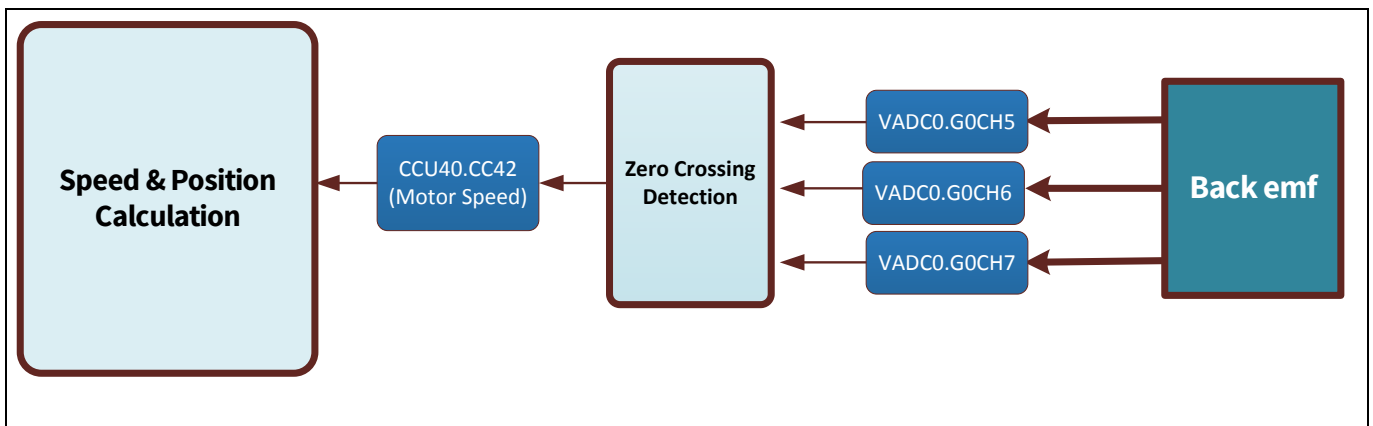 Speed & Position
Calculation
CCU40.CC42
(Motor Speed)
Zero Crossing
Detection
VADC0.G0CH5
VADC0.G0CH6
VADC0.G0CH7
Back emf